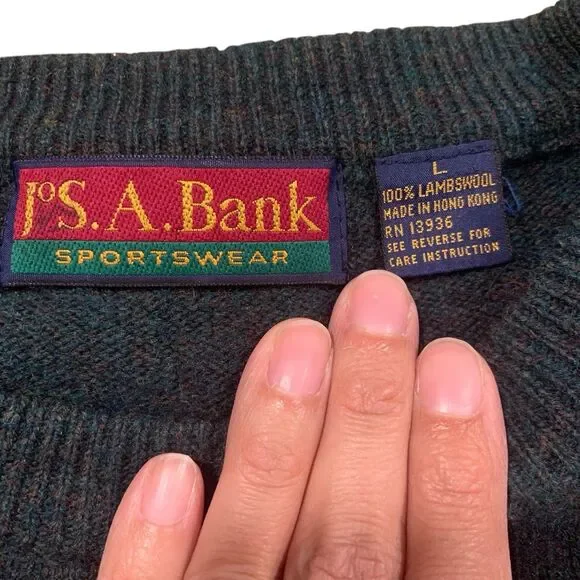 JoS. A. Bank
SPORTSWEAR
L
100% LAMBSWOOL
MADE IN HONG KONG
RN 13936
SEE REVERSE FOR
CARE INSTRUCTION